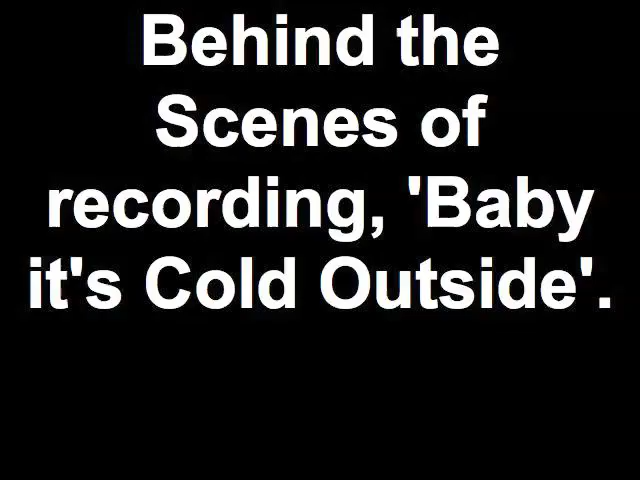 Behind the
Scenes of
recording, 'Baby
it's Cold Outside'.